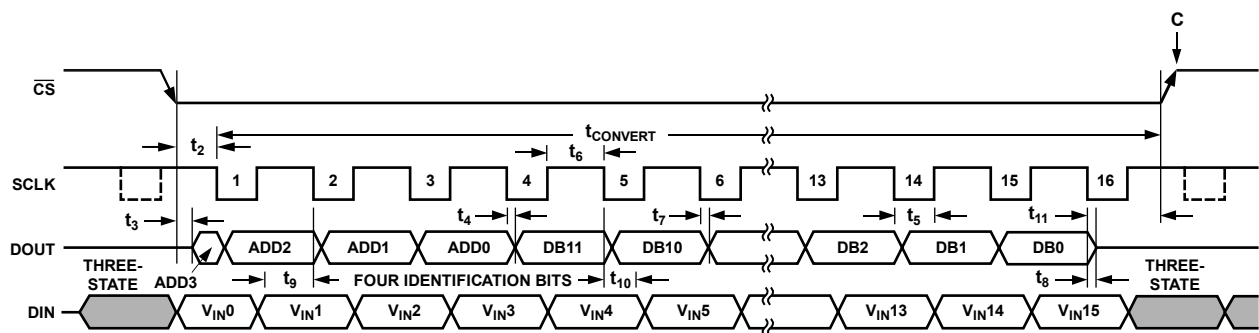 C
CS
t2
tCONVERT
t6
SCLK
1 2 3 4 5 6 13 14 15 16
t3 t4 t7 t5 t11
DOUT
ADD2 ADD1 ADD0 DB11 DB10 DB2 DB1 DB0
THREE-
STATE
ADD3
t9
FOUR IDENTIFICATION BITS
t10
t8
THREE-
STATE
DIN
VIN0 VIN1 VIN2 VIN3 VIN4 VIN5 VIN13 VIN14 VIN15